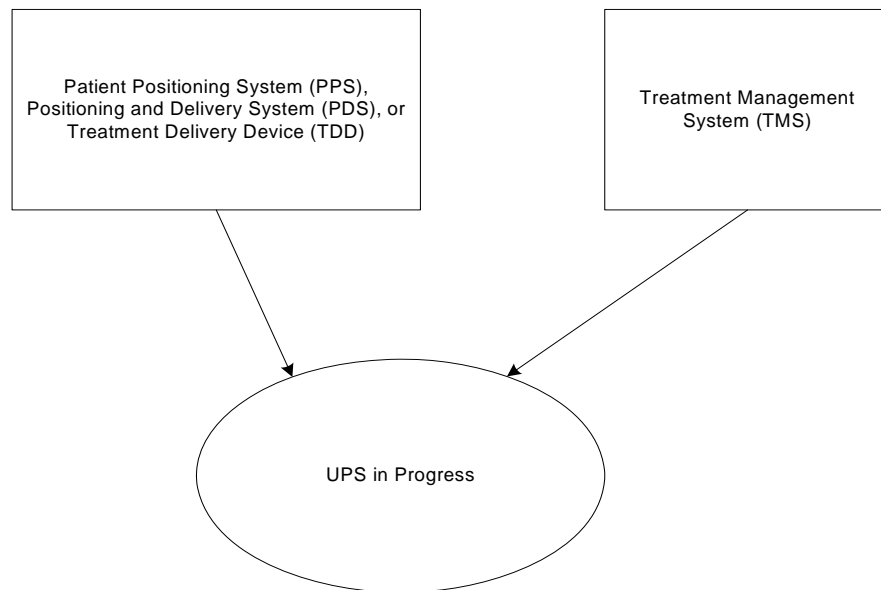 Patient Positioning System (PPS),
Positioning and Delivery System (PDS), or
Treatment Delivery Device (TDD)
Treatment Management
System (TMS)
UPS in Progress